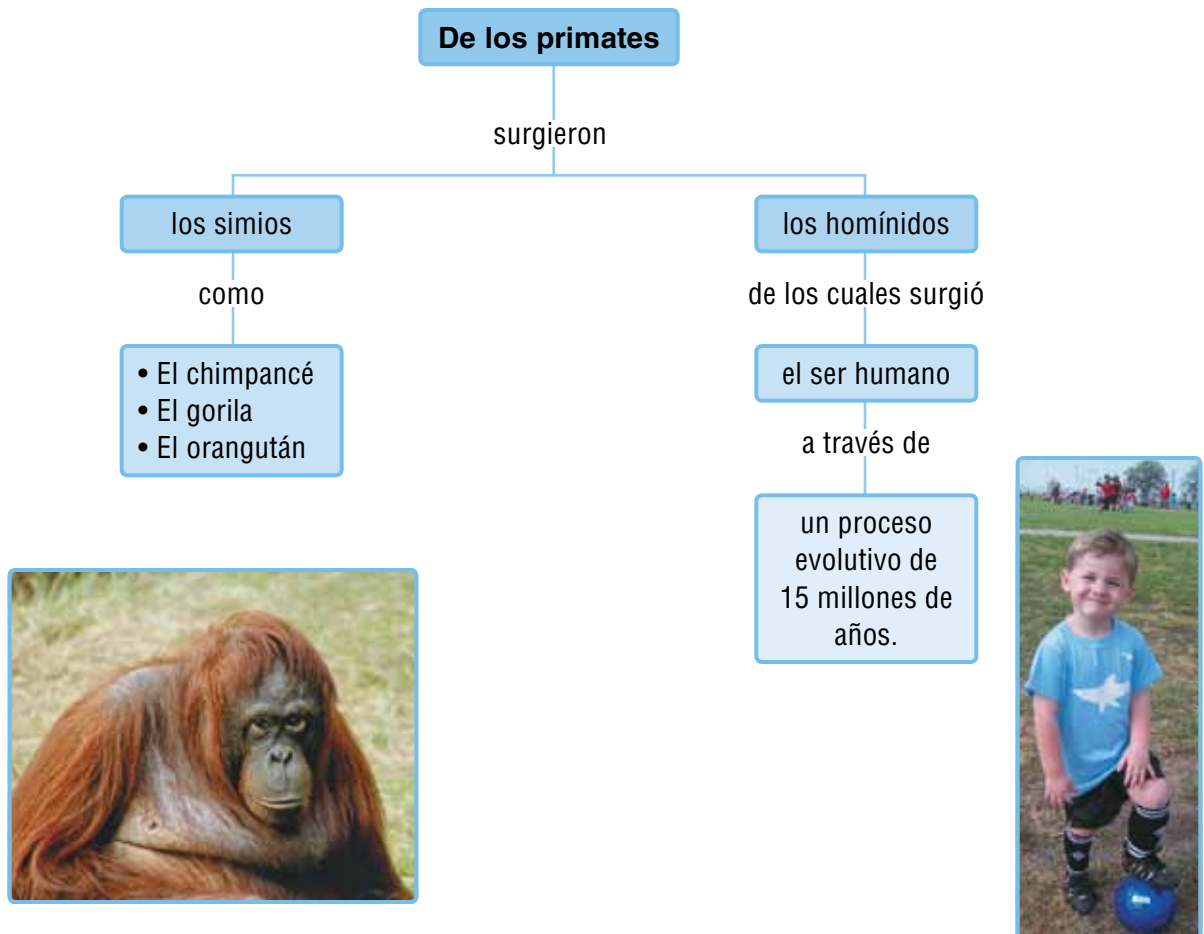 De los primates
surgieron
los simios
como
• El chimpancé
• El gorila
• El orangután
los homínidos
de los cuales surgió
el ser humano
a través de
un proceso
evolutivo de
15 millones de
años.